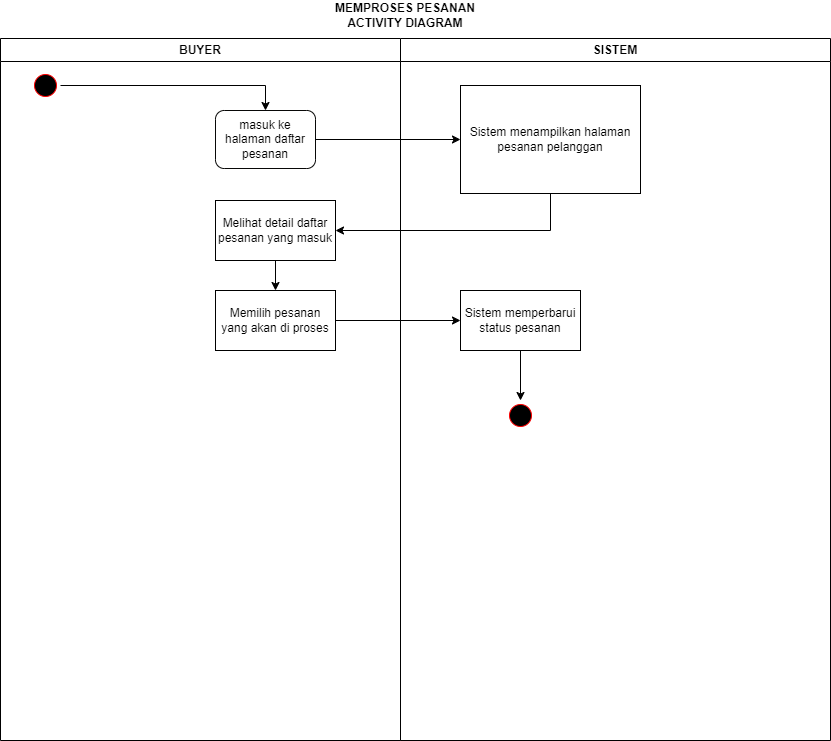 MEMPROSES PESANAN
ACTIVITY DIAGRAM
BUYER
SISTEM
masuk ke
halaman daftar
pesanan
Sistem menampilkan halaman
pesanan pelanggan
Melihat detail daftar
pesanan yang masuk
Memilih pesanan
yang akan di proses
Sistem memperbarui
status pesanan